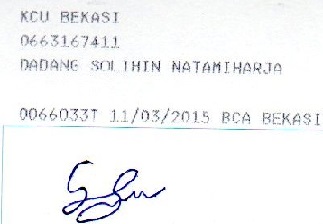 KCU BEKASI
0663167411
DADANG SOLIHIN NATAMIHARJA
0066033T 11/03/2015 BCA BEKASI